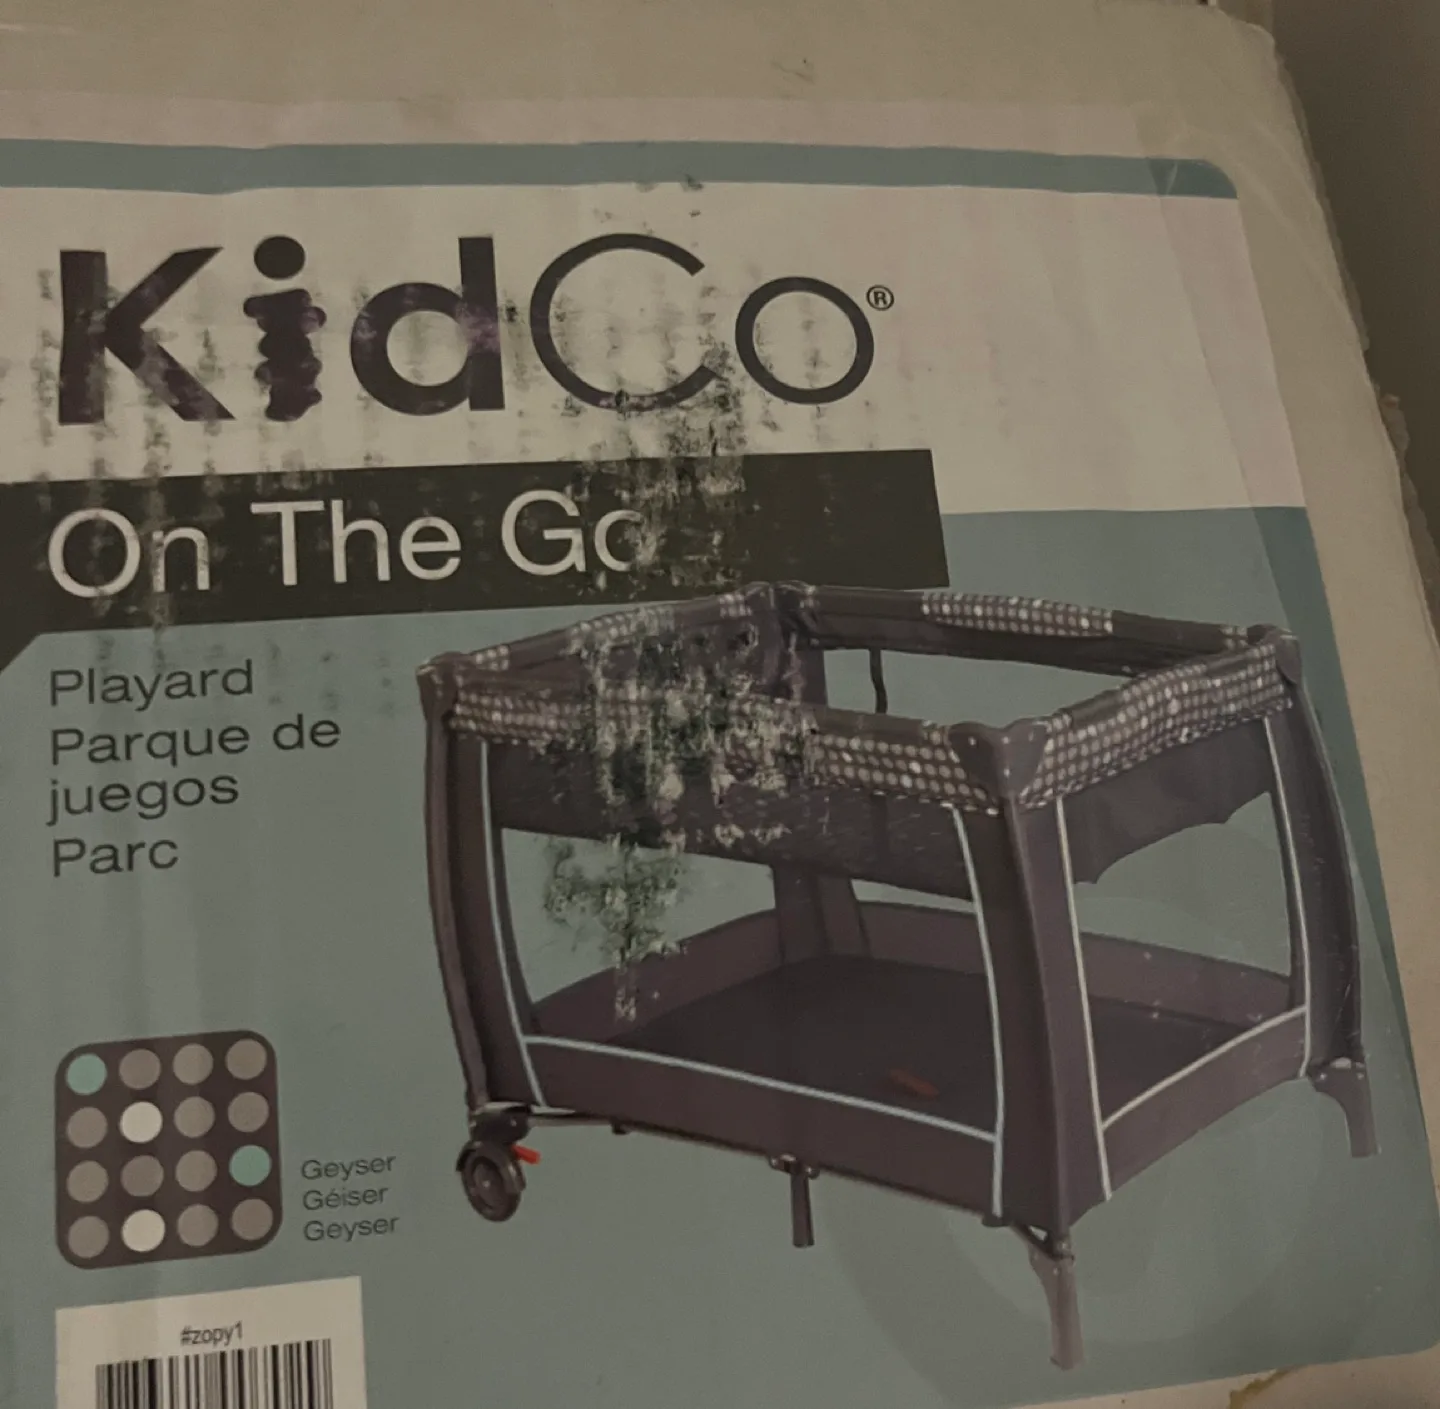 KidCo®
On The Go
Playard
Parque de
juegos
Parc
Geyser
Géiser
Geyser
#zopy1